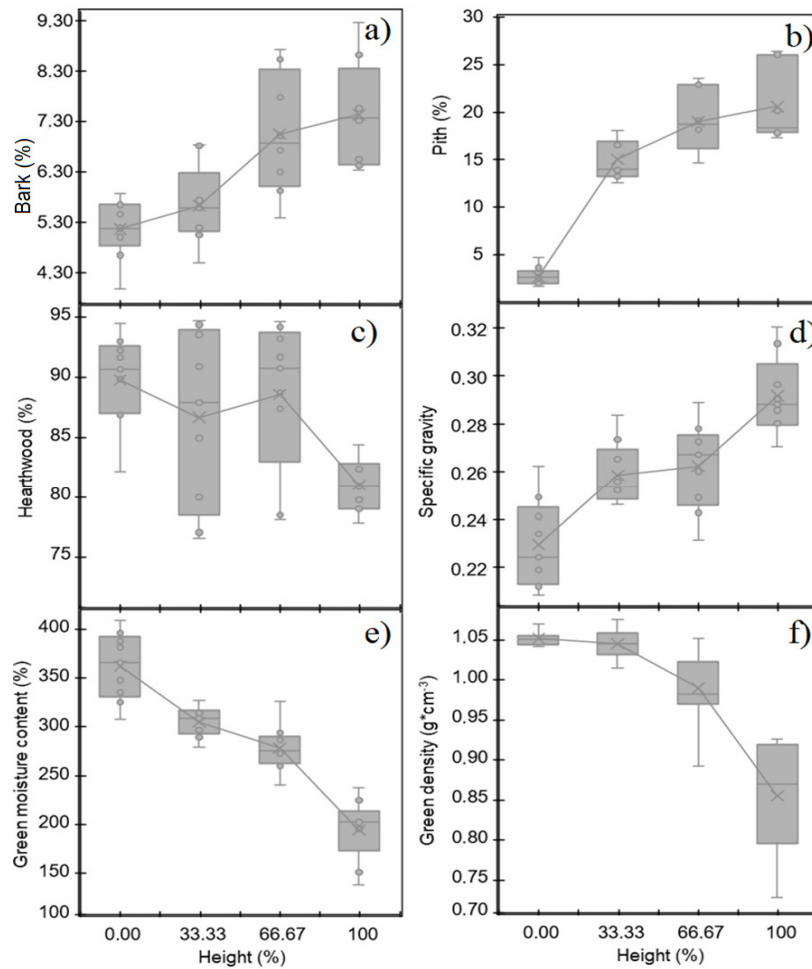 a)
Bark (%)
9.30
8.30
7.30
6.30
5.30
4.30
b)
Pith (%)
30
25
20
15
10
5
c)
Hearthwood (%)
95
90
85
80
75
d)
Specific gravity
0.32
0.30
0.28
0.26
0.24
0.22
e)
Green moisture content (%)
400
350
300
250
200
150
100
0.00 33.33 66.67 100
Height (%)
f)
Green density (g*cm-³)
1,05
1.00
0.95
0.90
0.85
0.80
0.75
0.70
0.00 33.33 66.67 100
Height (%)